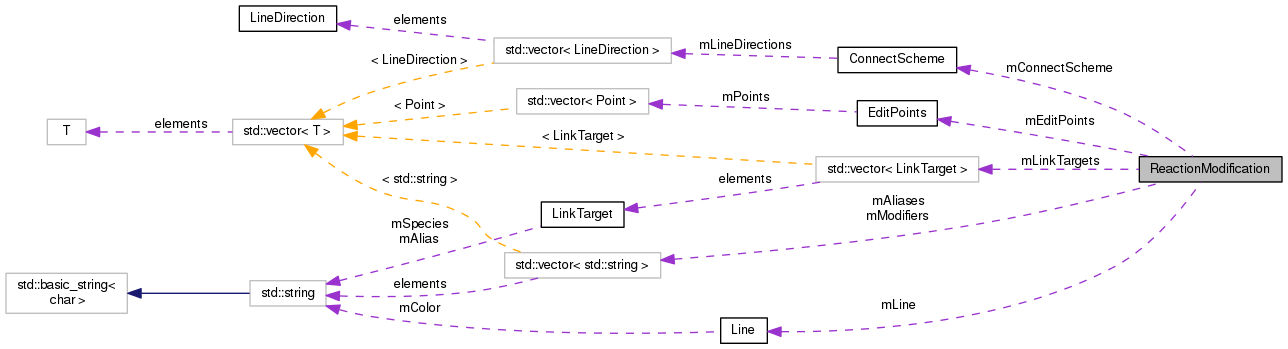 LineDirection
elements
std::vector< LineDirection >
mLineDirections
ConnectScheme
mConnectScheme
< LineDirection >
< Point >
std::vector< Point >
mPoints
EditPoints
mEditPoints
T
elements
std::vector< T >
< LinkTarget >
std::vector< LinkTarget >
mLinkTargets
ReactionModification
< std::string >
elements
mAliases
mModifiers
LinkTarget
mSpecies
mAlias
std::vector< std::string >
std::basic_string<
char >
std::string
elements
mColor
Line
mLine